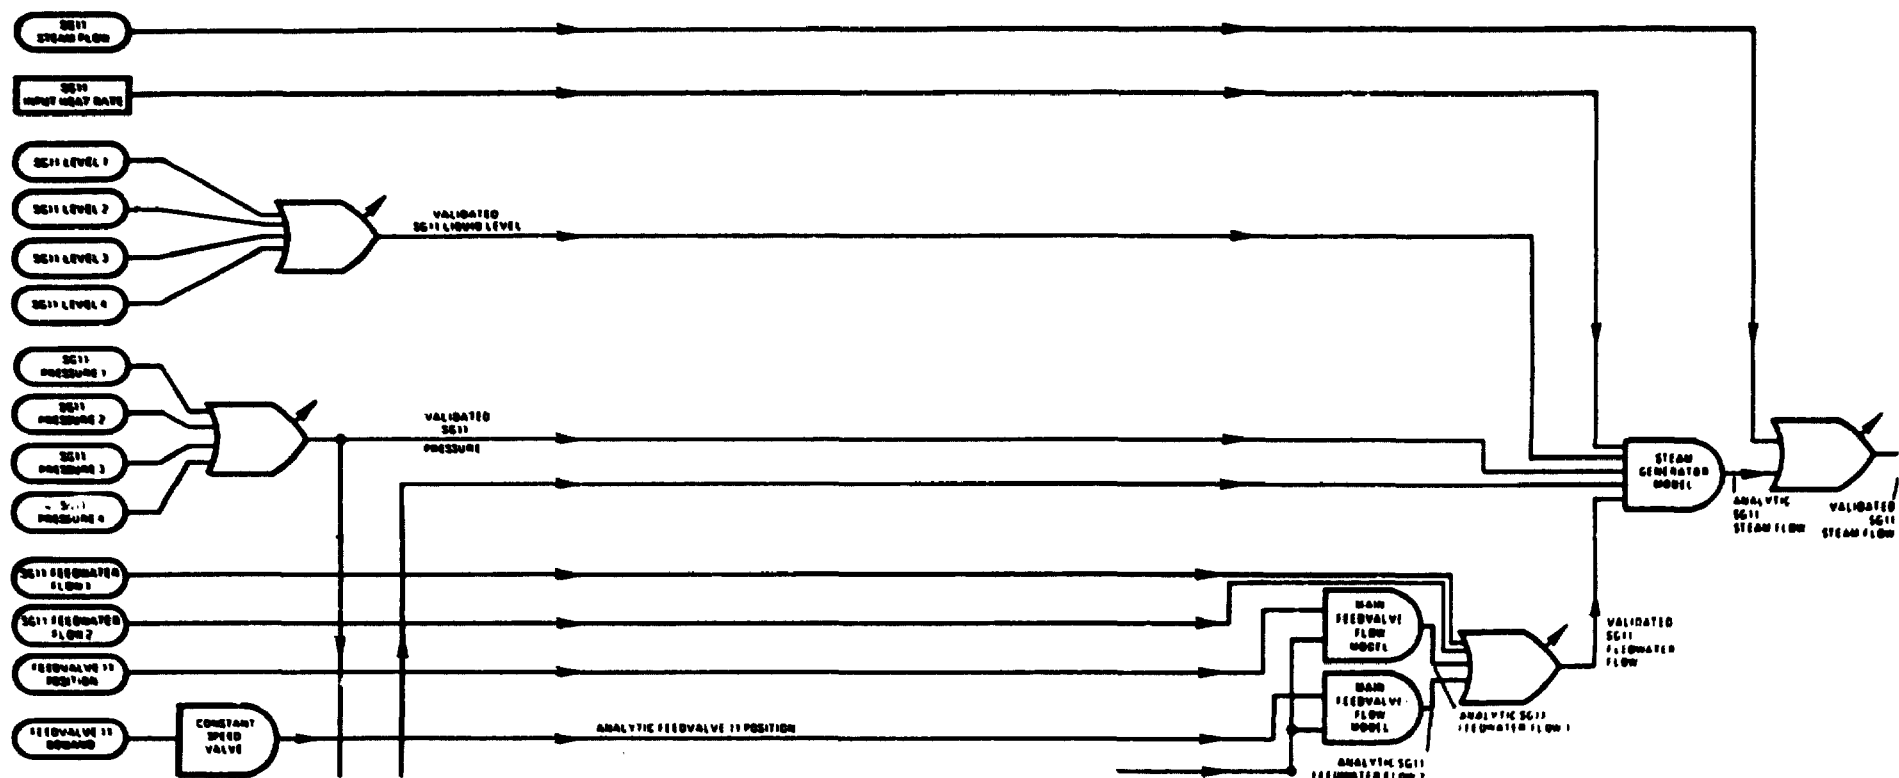 SG11
STEAM FLOW
SG11
INPUT HEAT RATE
SG11 LEVEL 1
SG11 LEVEL 2
SG11 LEVEL 3
SG11 LEVEL 4
VALIDATED
SG11 LIQUID LEVEL
SG11
PRESSURE 1
SG11
PRESSURE 2
SG11
PRESSURE 3
SG11
PRESSURE 4
VALIDATED
SG11
PRESSURE
STEAM
GENERATOR
MODEL
ANALYTIC
SG11
STEAM FLOW
VALIDATED
SG11
STEAM FLOW
SG11 FEEDWATER
FLOW 1
SG11 FEEDWATER
FLOW 2
FEEDVALVE 11
POSITION
FEEDVALVE 11
DEMAND
CONSTANT
SPEED
VALVE
ANALYTIC FEEDVALVE 11 POSITION
MAIN
FEEDVALVE
FLOW
MODEL
MAIN
FEEDVALVE
FLOW
MODEL
VALIDATED
SG11
FEEDWATER
FLOW
ANALYTIC SG11
FEEDWATER FLOW 1
ANALYTIC SG11
FEEDWATER FLOW 2